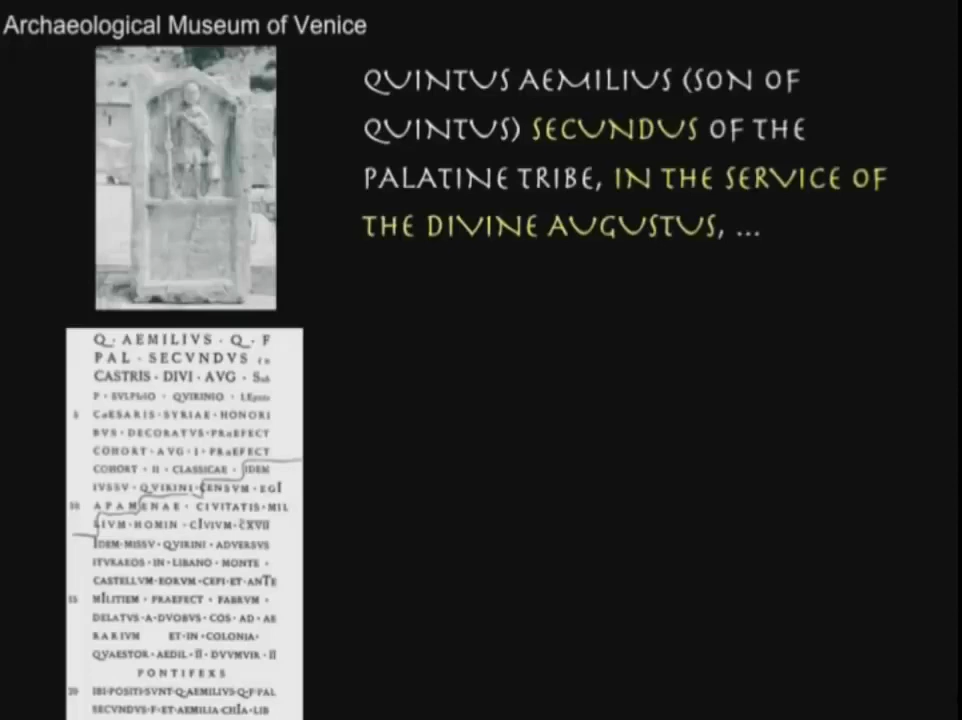 Archaeological Museum of Venice
QUINTUS AEMILIUS (SON OF
QUINTUS) SECUNDUS OF THE
PALATINE TRIBE, IN THE SERVICE OF
THE DIVINE AUGUSTUS, ...
Q · AEMILIVS · Q · F
PAL · SECVNDVS in
CASTRIS · DIVI · AVG · Sub
P · SVLPIcIO · QVIRINIO · LEgato
5 CaESARIS · SYRIAE · HONORI
BVS · DECORATVS · PRaEFECT
COHORT · AVG · I · PRaEFECT
COHORT · II · CLASSICAE · IDEM
IVSSV · QVIRINI · CENSVM · EGI
10 APAMENAE · CIVITATIS · MIL
LIVM · HOMIN · CIVIVM · CXVII
IDEM · MISSV · QVIRINI · ADVERSVS
ITVRAEOS · IN · LIBANO · MONTE ·
CASTELLVM · EORVM · CEPI · ET · ANTE
15 MILITIEM · PRAEFECT · FABRVM ·
DELATVS · A · DVOBVS · COS · AD · AE
RARIVM ET · IN · COLONIA ·
QVAESTOR · AEDIL · II · DVVMVIR · II
PONTIFEXS
20 IBI · POSITI · SVNT · Q · AEMILIVS · Q · F · PAL
SECVNDVS · F · ET · AEMILIA · CHIA · LIB